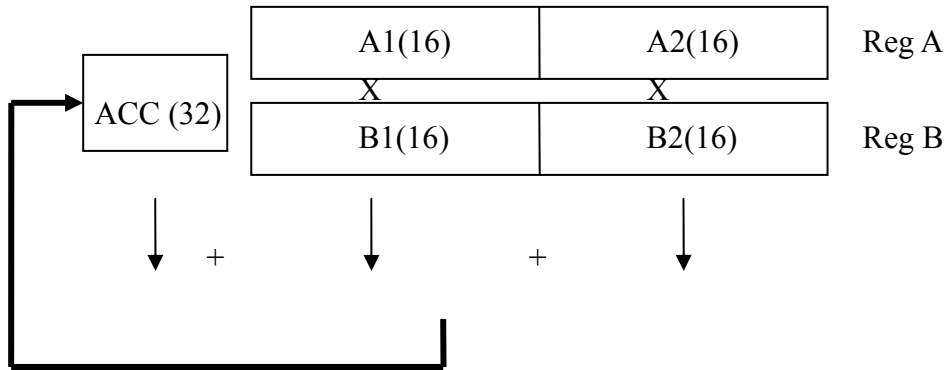 A1(16) A2(16) Reg A
X X
ACC (32)
B1(16) B2(16) Reg B
+ +